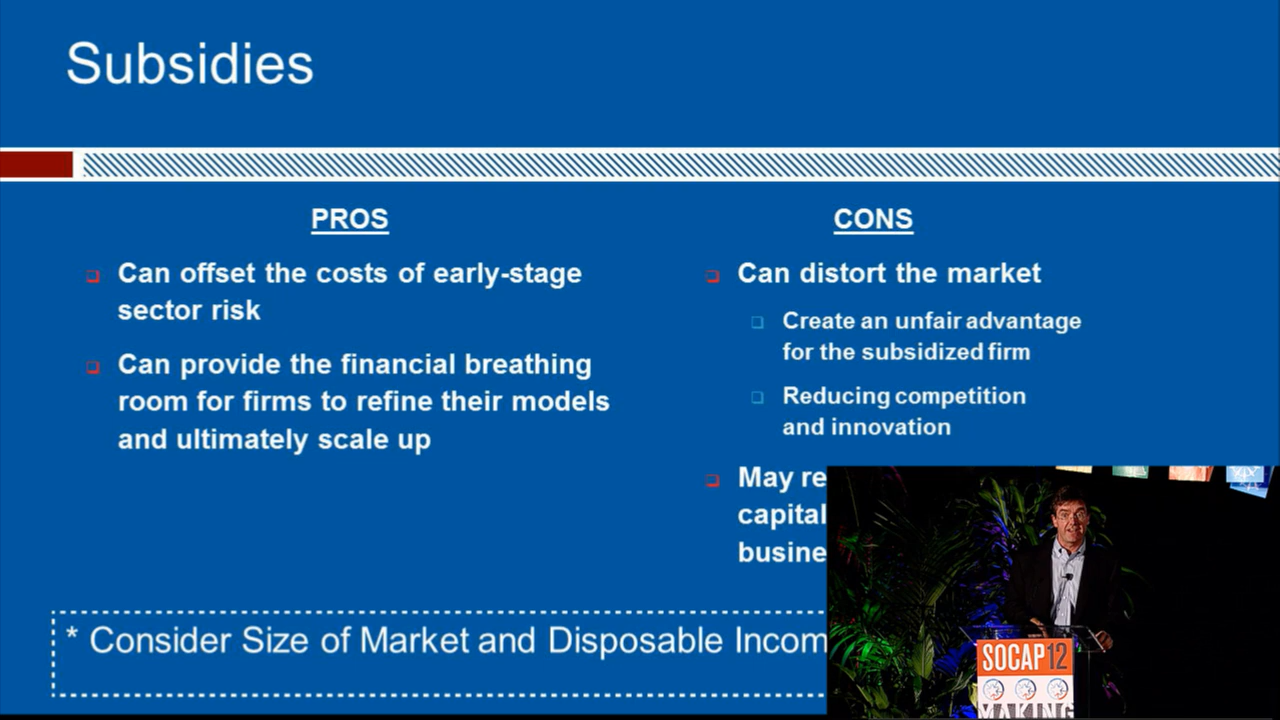 Subsidies
PROS
Can offset the costs of early-stage
sector risk
Can provide the financial breathing
room for firms to refine their models
and ultimately scale up
CONS
Can distort the market
Create an unfair advantage
for the subsidized firm
Reducing competition
and innovation
May re
capital
busine
* Consider Size of Market and Disposable Incom
SOCAP12
MAKING